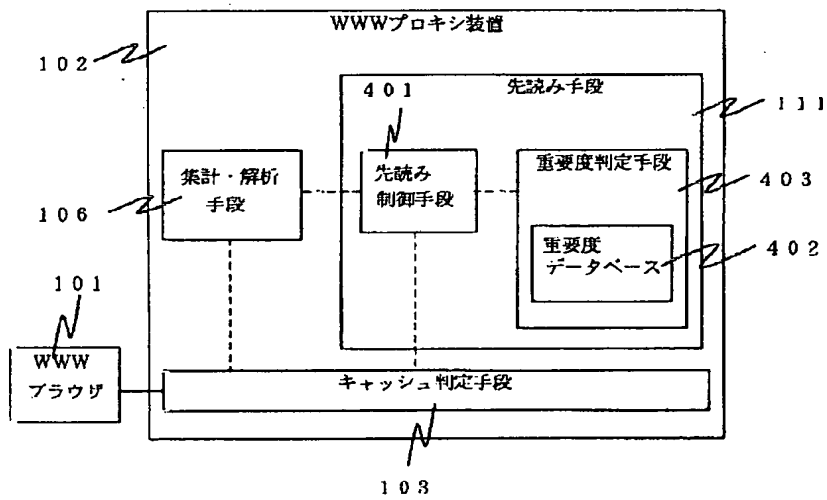 WWWプロキシ装置
102
401
先読み手段
111
集計・解析
手段
先読み
制御手段
重要度判定手段
403
106
重要度
データベース
402
101
WWW
ブラウザ
キャッシュ判定手段
103